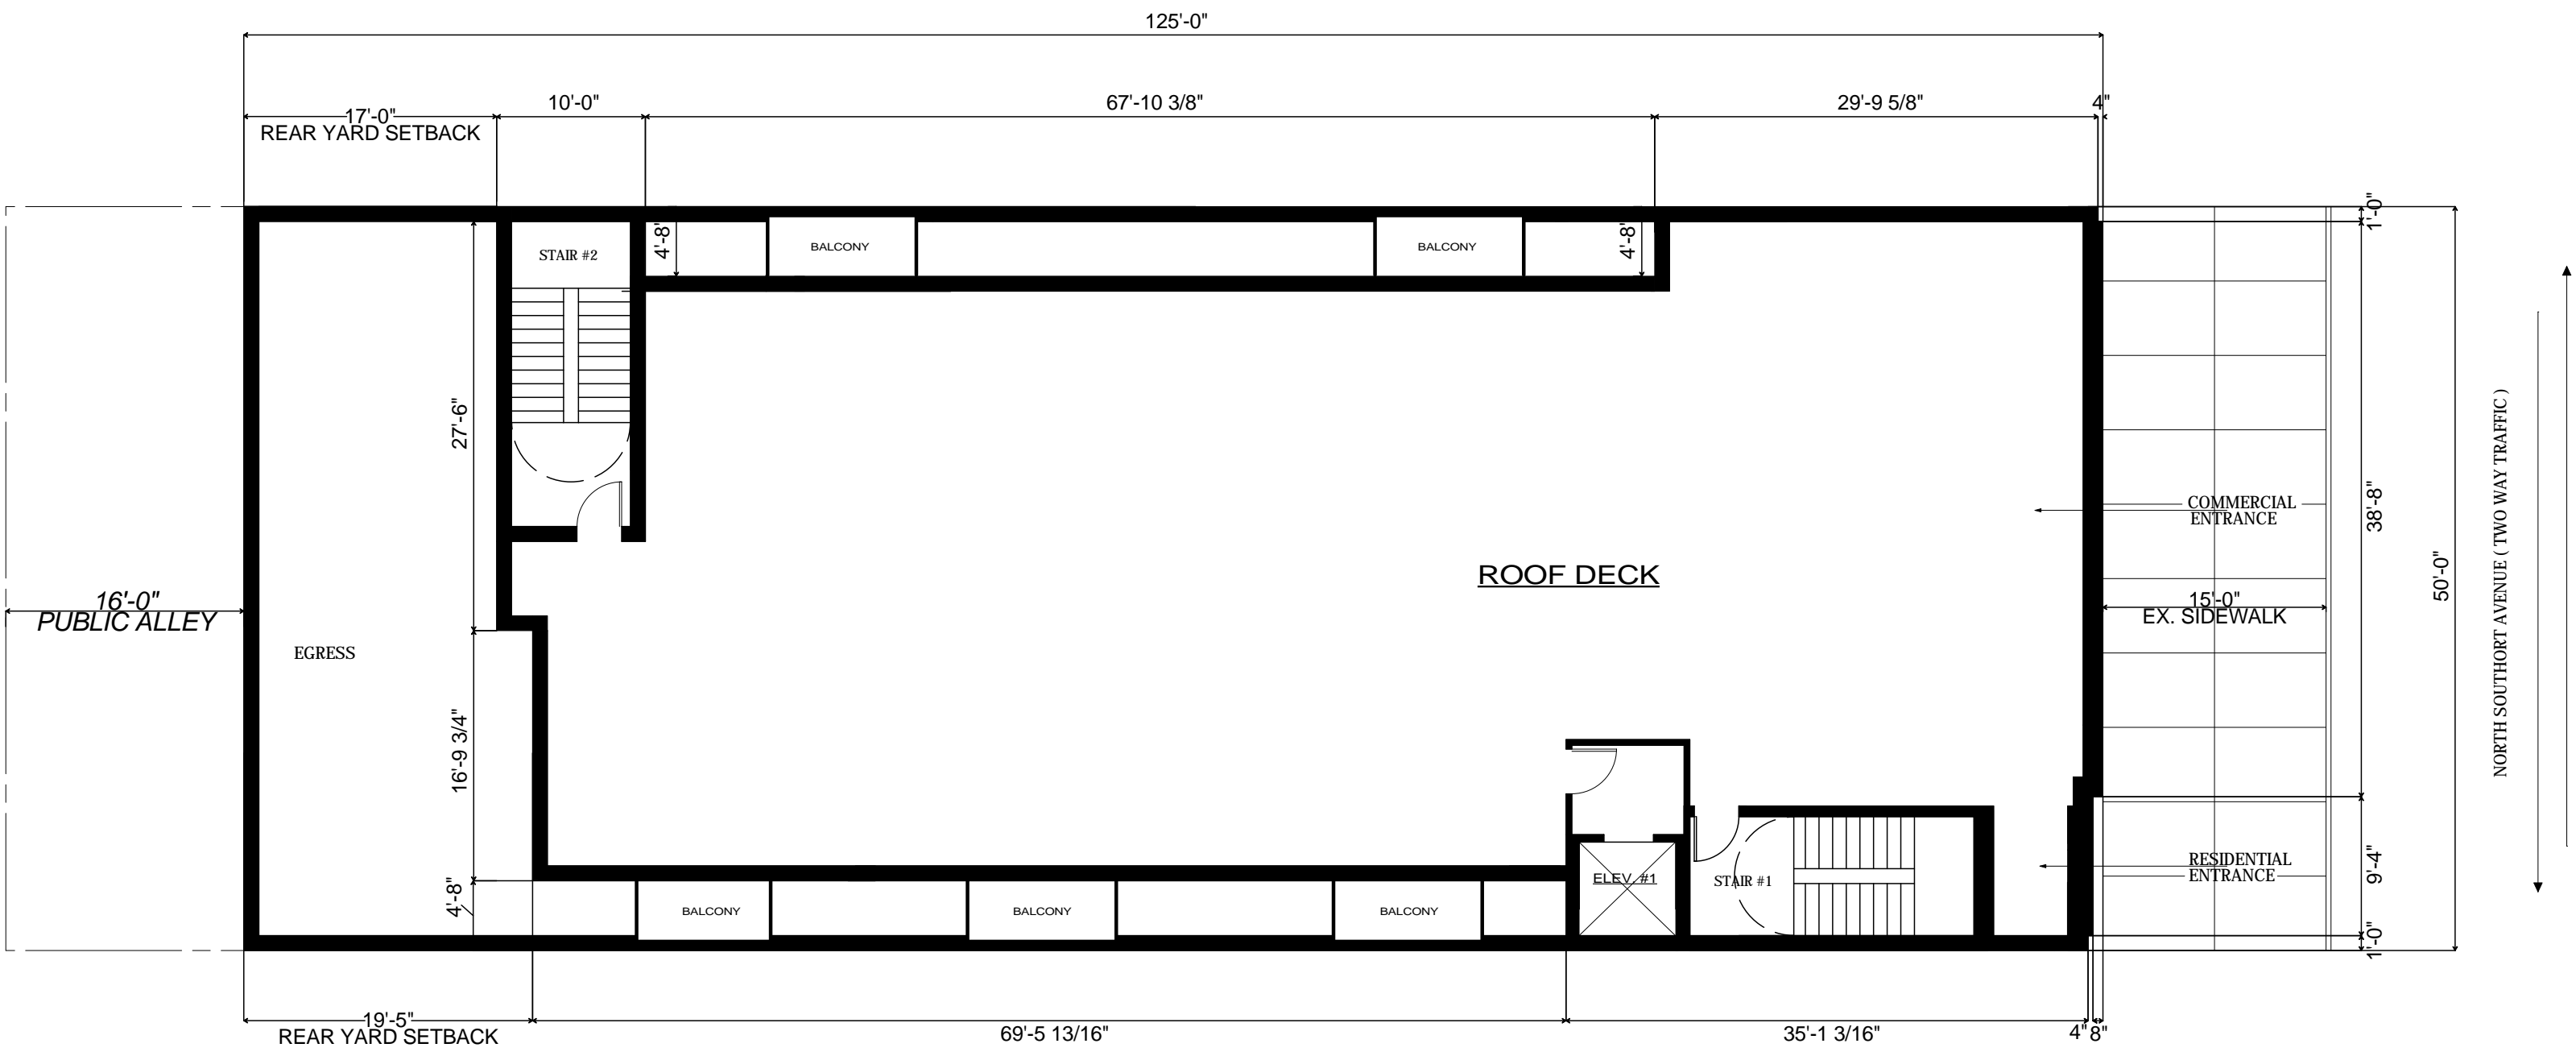 125'-0"
17'-0"
REAR YARD SETBACK
10'-0"
67'-10 3/8"
29'-9 5/8"
4"
1'-0"
STAIR #2
4'-8"
BALCONY
BALCONY
4'-8"
27'-6"
38'-8"
50'-0"
NORTH SOUTHORT AVENUE ( TWO WAY TRAFFIC )
COMMERCIAL
ENTRANCE
ROOF DECK
16'-0"
PUBLIC ALLEY
15'-0"
EX. SIDEWALK
EGRESS
16'-9 3/4"
4'-8"
ELEV. #1
STAIR #1
RESIDENTIAL
ENTRANCE
9'-4"
BALCONY
BALCONY
BALCONY
1'-0"
19'-5"
REAR YARD SETBACK
69'-5 13/16"
35'-1 3/16"
4"
8"